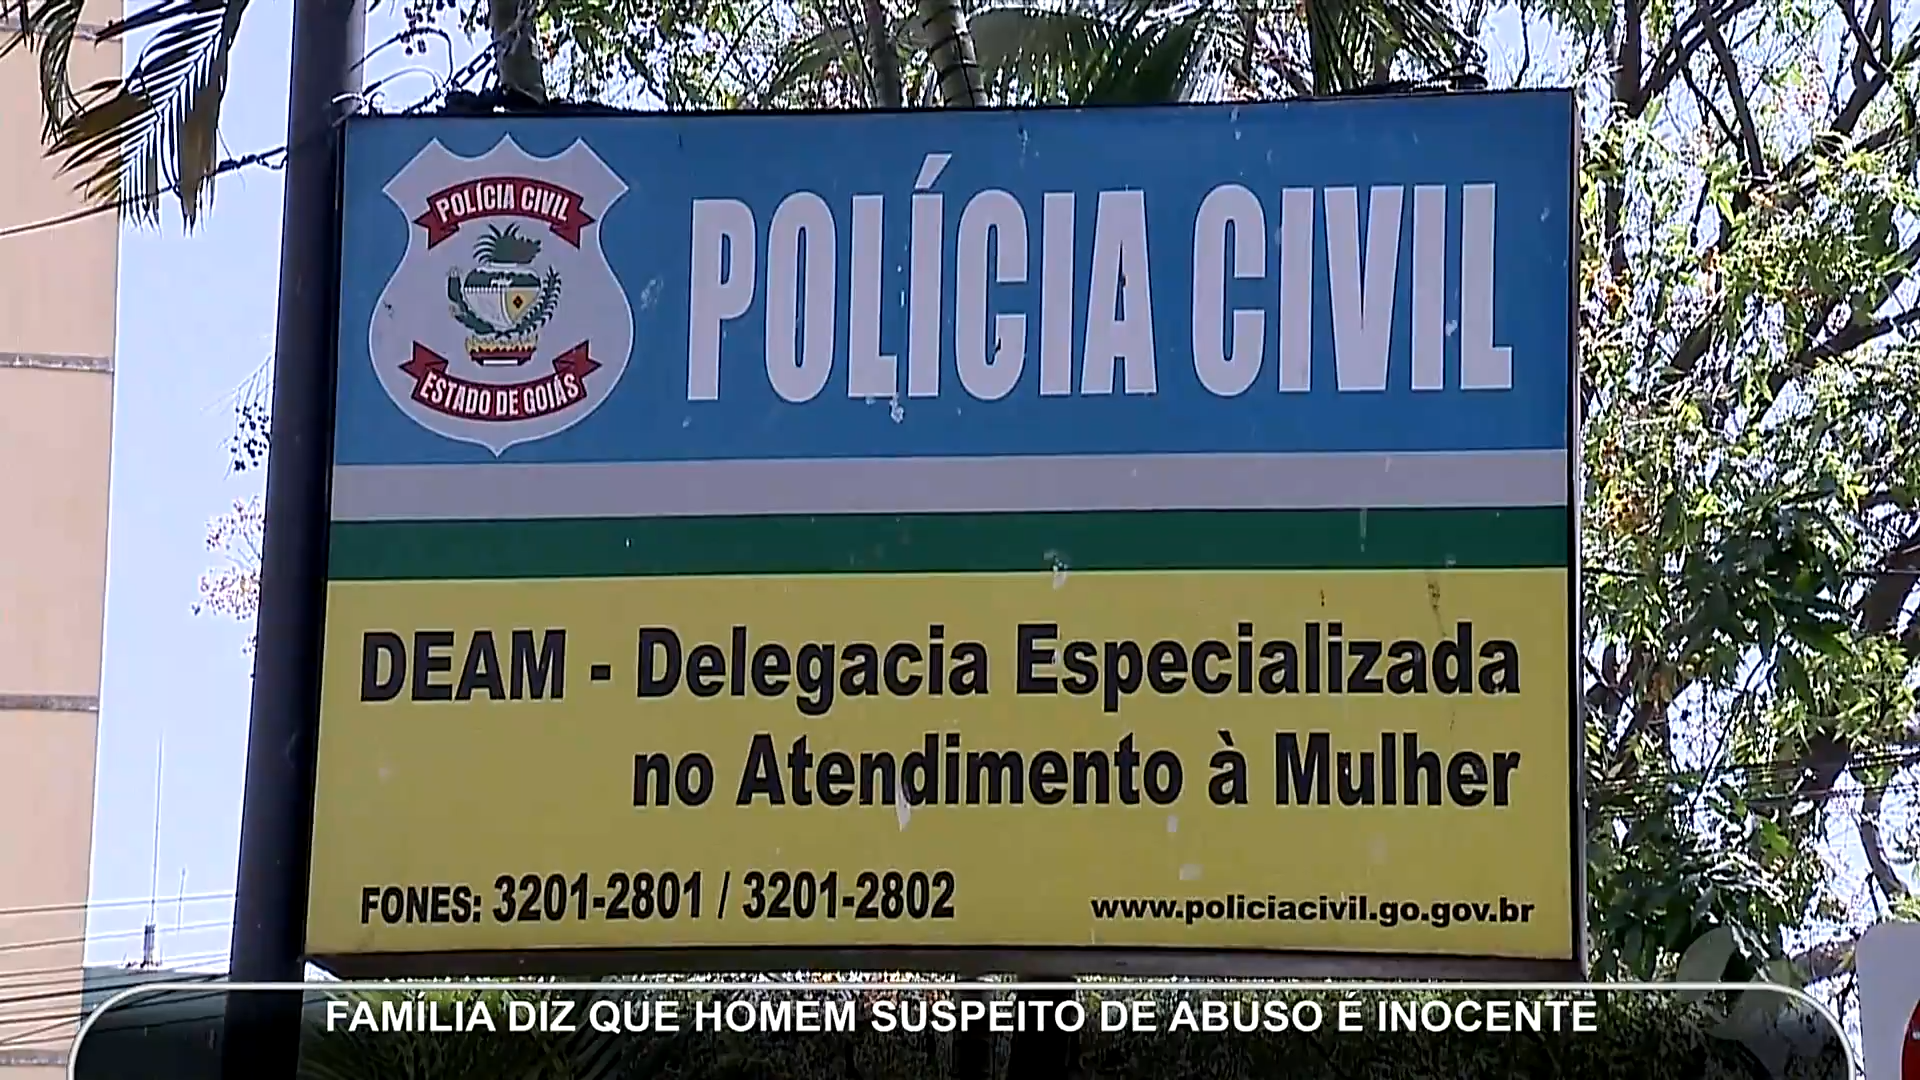 POLÍCIA CIVIL
ESTADO DE GOIÁS
POLÍCIA CIVIL
DEAM - Delegacia Especializada
no Atendimento à Mulher
FONES: 3201-2801 / 3201-2802
www.policiacivil.go.gov.br
FAMÍLIA DIZ QUE HOMEM SUSPEITO DE ABUSO É INOCENTE